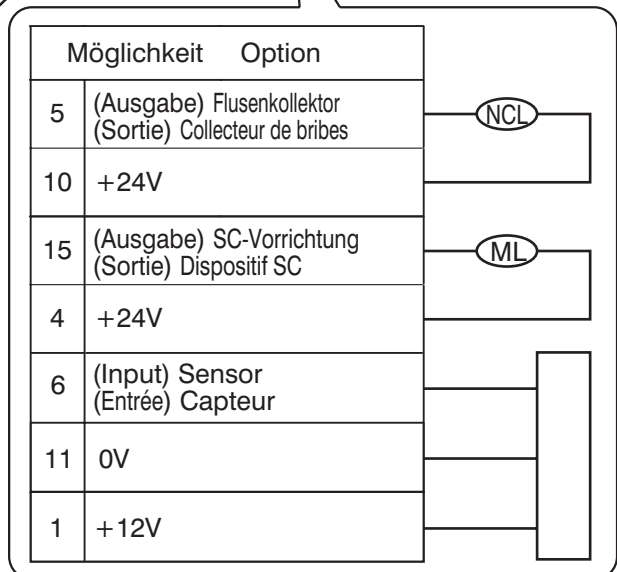 Möglichkeit Option
5 (Ausgabe) Flusenkollektor
(Sortie) Collecteur de bribes
NCL
10 +24V
15 (Ausgabe) SC-Vorrichtung
(Sortie) Dispositif SC
ML
4 +24V
6 (Input) Sensor
(Entrée) Capteur
11 0V
1 +12V